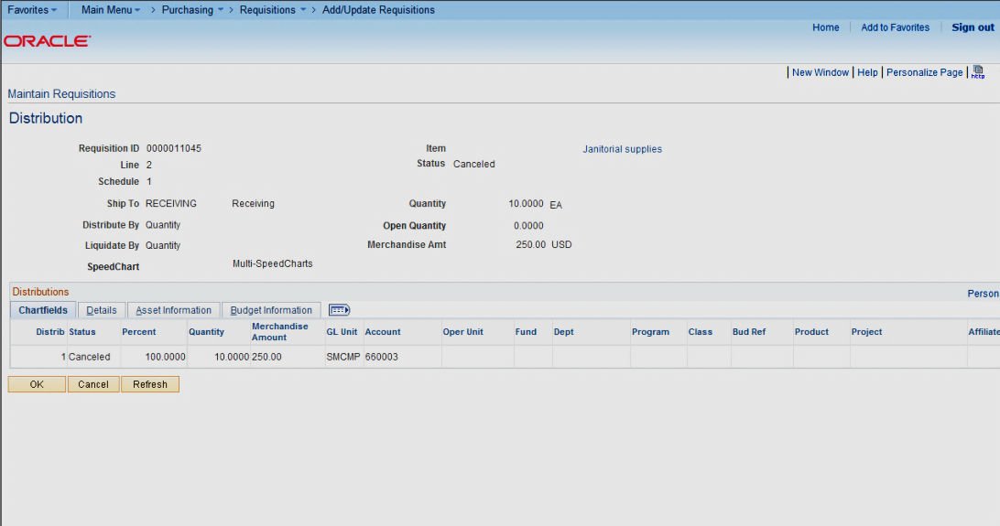 Favorites Main Menu > Purchasing > Requisitions > Add/Update Requisitions
Home Add to Favorites Sign out
ORACLE
New Window Help Personalize Page http
Maintain Requisitions
Distribution
Requisition ID 0000011045 Item Janitorial supplies
Line 2 Status Canceled
Schedule 1
Ship To RECEIVING Receiving Quantity 10.0000 EA
Distribute By Quantity Open Quantity 0.0000
Liquidate By Quantity Merchandise Amt 250.00 USD
SpeedChart Multi-SpeedCharts
Distributions Person
Chartfields Details Asset Information Budget Information
Distrib Status Percent Quantity Merchandise Amount GL Unit Account Oper Unit Fund Dept Program Class Bud Ref Product Project Affiliate
1 Canceled 100.0000 10.0000 250.00 SMCMP 660003
OK Cancel Refresh